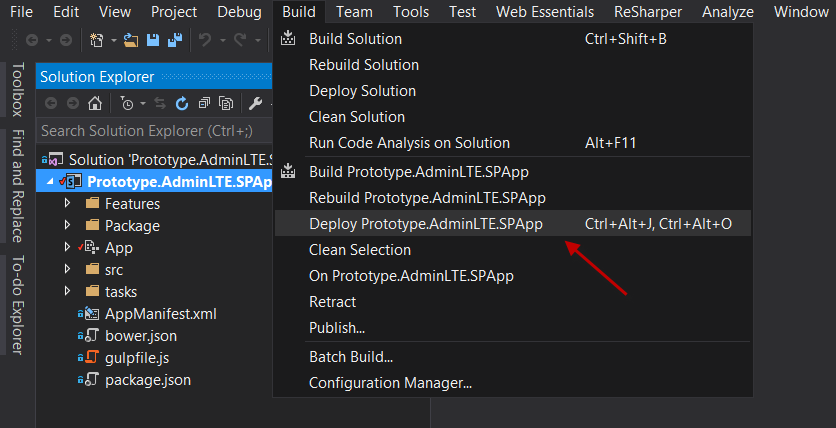 File Edit View Project Debug Build Team Tools Test Web Essentials ReSharper Analyze Window
Toolbox
Find and Replace
To-do Explorer
Solution Explorer
Search Solution Explorer (Ctrl+;)
Solution 'Prototype.AdminLTE.S
Prototype.AdminLTE.SPAp
Features
Package
App
src
tasks
AppManifest.xml
bower.json
gulpfile.js
package.json
Build Solution Ctrl+Shift+B
Rebuild Solution
Deploy Solution
Clean Solution
Run Code Analysis on Solution Alt+F11
Build Prototype.AdminLTE.SPApp
Rebuild Prototype.AdminLTE.SPApp
Deploy Prototype.AdminLTE.SPApp Ctrl+Alt+J, Ctrl+Alt+O
Clean Selection
On Prototype.AdminLTE.SPApp
Retract
Publish...
Batch Build...
Configuration Manager...